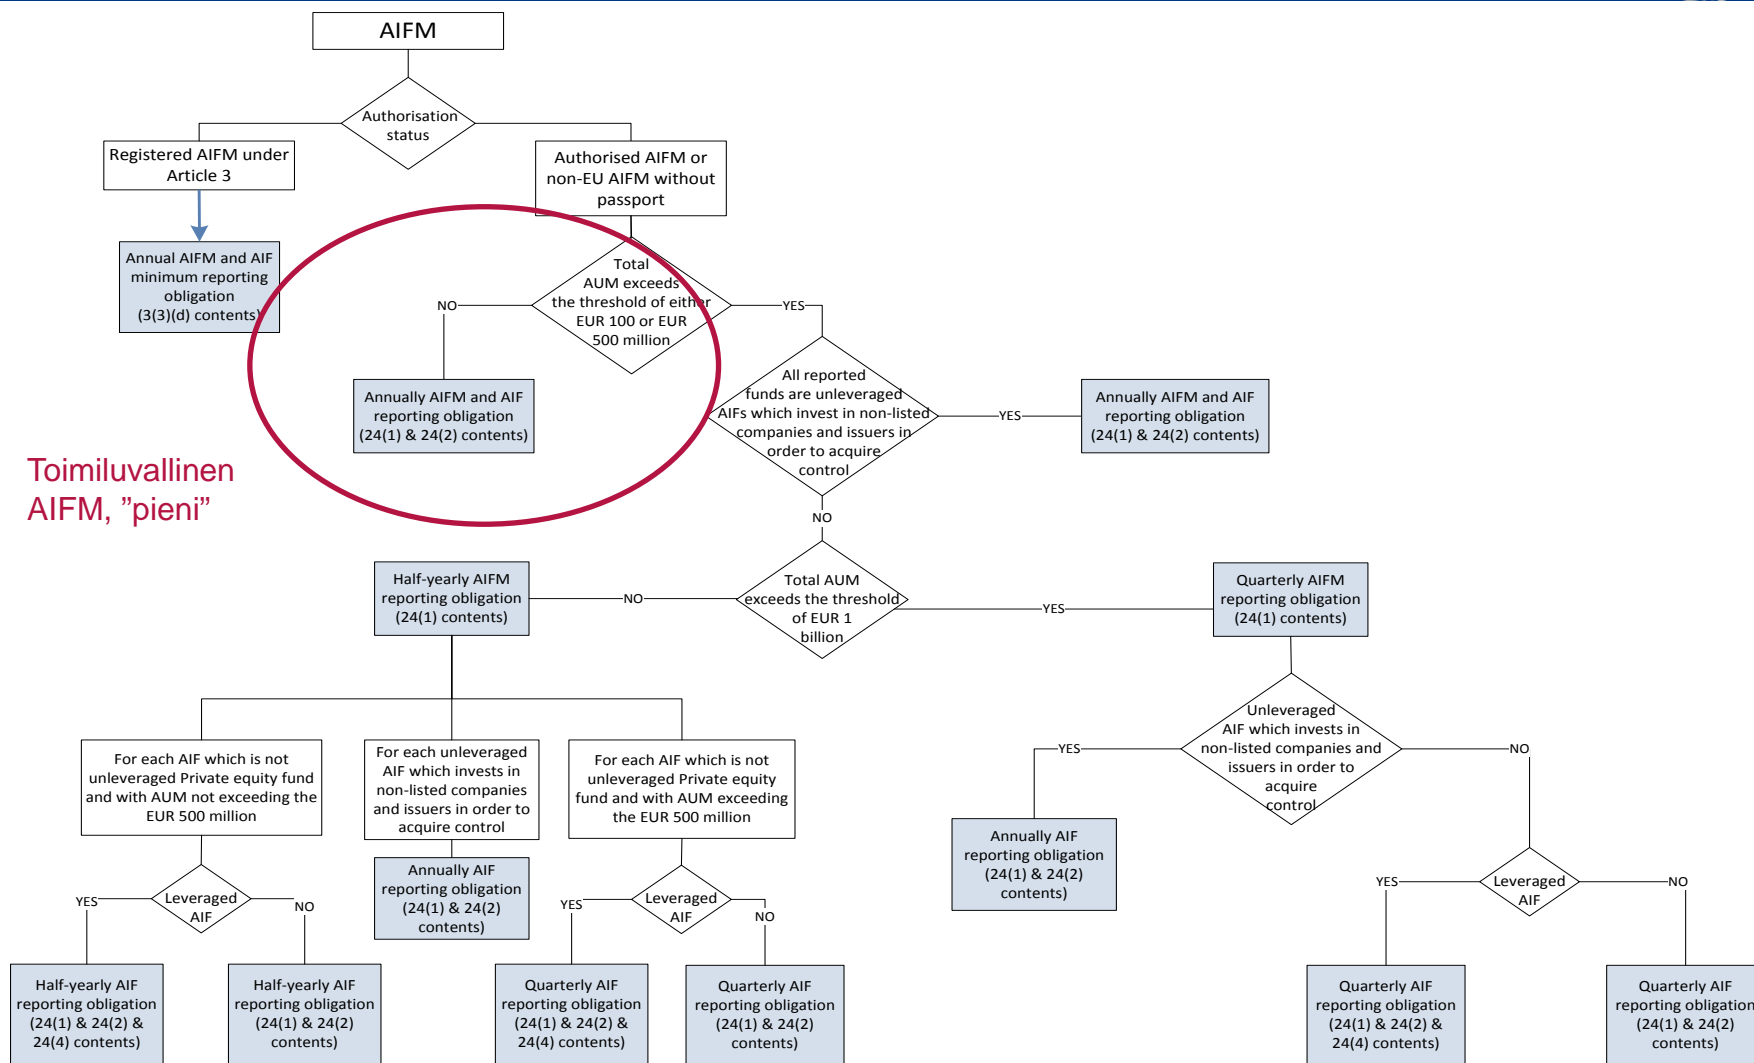 AIFM
Authorisation
status
Registered AIFM under
Article 3
Authorised AIFM or
non-EU AIFM without
passport
Annual AIFM and AIF
minimum reporting
obligation
(3(3)(d) contents)
Total
AUM exceeds
the threshold of either
EUR 100 or EUR
500 million
NO
YES
Annually AIFM and AIF
reporting obligation
(24(1) & 24(2) contents)
All reported
funds are unleveraged
AIFs which invest in non-listed
companies and issuers in
order to acquire
control
YES
Annually AIFM and AIF
reporting obligation
(24(1) & 24(2) contents)
Toimiluvallinen
AIFM, ”pieni”
NO
Half-yearly AIFM
reporting obligation
(24(1) contents)
NO
Total AUM
exceeds the threshold
of EUR 1
billion
YES
Quarterly AIFM
reporting obligation
(24(1) contents)
For each AIF which is not
unleveraged Private equity fund
and with AUM not exceeding the
EUR 500 million
For each unleveraged
AIF which invests in
non-listed companies
and issuers in order to
acquire control
For each AIF which is not
unleveraged Private equity
fund and with AUM exceeding
the EUR 500 million
YES
Unleveraged
AIF which invests in
non-listed companies and
issuers in order to
acquire
control
NO
Annually AIF
reporting obligation
(24(1) & 24(2)
contents)
Annually AIF
reporting obligation
(24(1) & 24(2)
contents)
YES
Leveraged
AIF
NO
YES
Leveraged
AIF
NO
YES
Leveraged
AIF
NO
Half-yearly AIF
reporting obligation
(24(1) & 24(2) &
24(4) contents)
Half-yearly AIF
reporting obligation
(24(1) & 24(2)
contents)
Quarterly AIF
reporting obligation
(24(1) & 24(2) &
24(4) contents)
Quarterly AIF
reporting obligation
(24(1) & 24(2)
contents)
Quarterly AIF
reporting obligation
(24(1) & 24(2) &
24(4) contents)
Quarterly AIF
reporting obligation
(24(1) & 24(2)
contents)